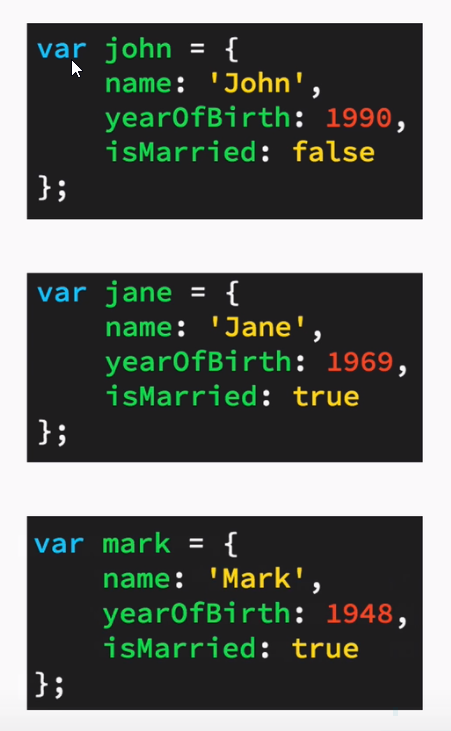 var john = {
name: 'John',
yearOfBirth: 1990,
isMarried: false
};
var jane = {
name: 'Jane',
yearOfBirth: 1969,
isMarried: true
};
var mark = {
name: 'Mark',
yearOfBirth: 1948,
isMarried: true
};